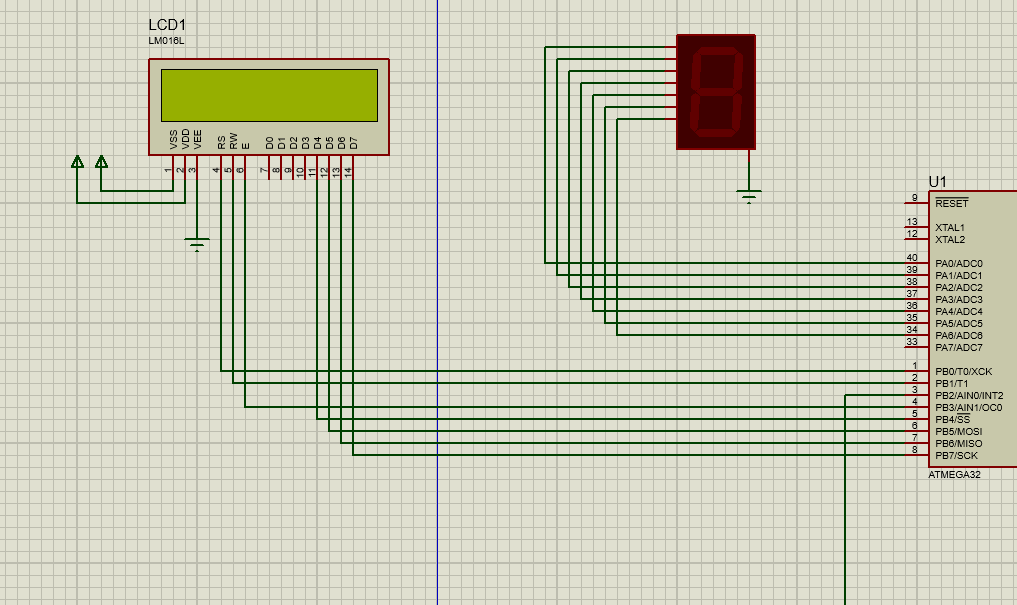 LCD1
LM016L
VSS
VDD
VEE
RS
RW
E
D0
D1
D2
D3
D4
D5
D6
D7
1
2
3
4
5
6
7
8
9
10
11
12
13
14
U1
9 RESET
13 XTAL1
12 XTAL2
40 PA0/ADC0
39 PA1/ADC1
38 PA2/ADC2
37 PA3/ADC3
36 PA4/ADC4
35 PA5/ADC5
34 PA6/ADC6
33 PA7/ADC7
1 PB0/T0/XCK
2 PB1/T1
3 PB2/AIN0/INT2
4 PB3/AIN1/OC0
5 PB4/SS
6 PB5/MOSI
7 PB6/MISO
8 PB7/SCK
ATMEGA32